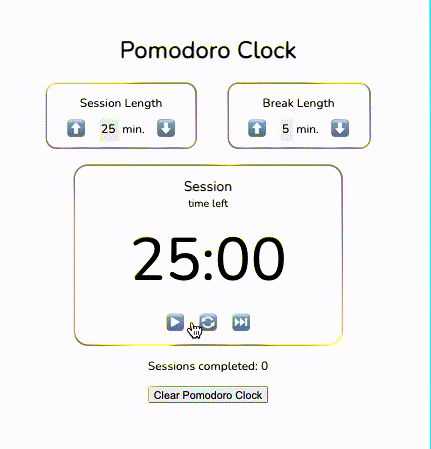 Pomodoro Clock
Session Length
25 min.
Break Length
5 min.
Session
time left
25:00
Sessions completed: 0
Clear Pomodoro Clock